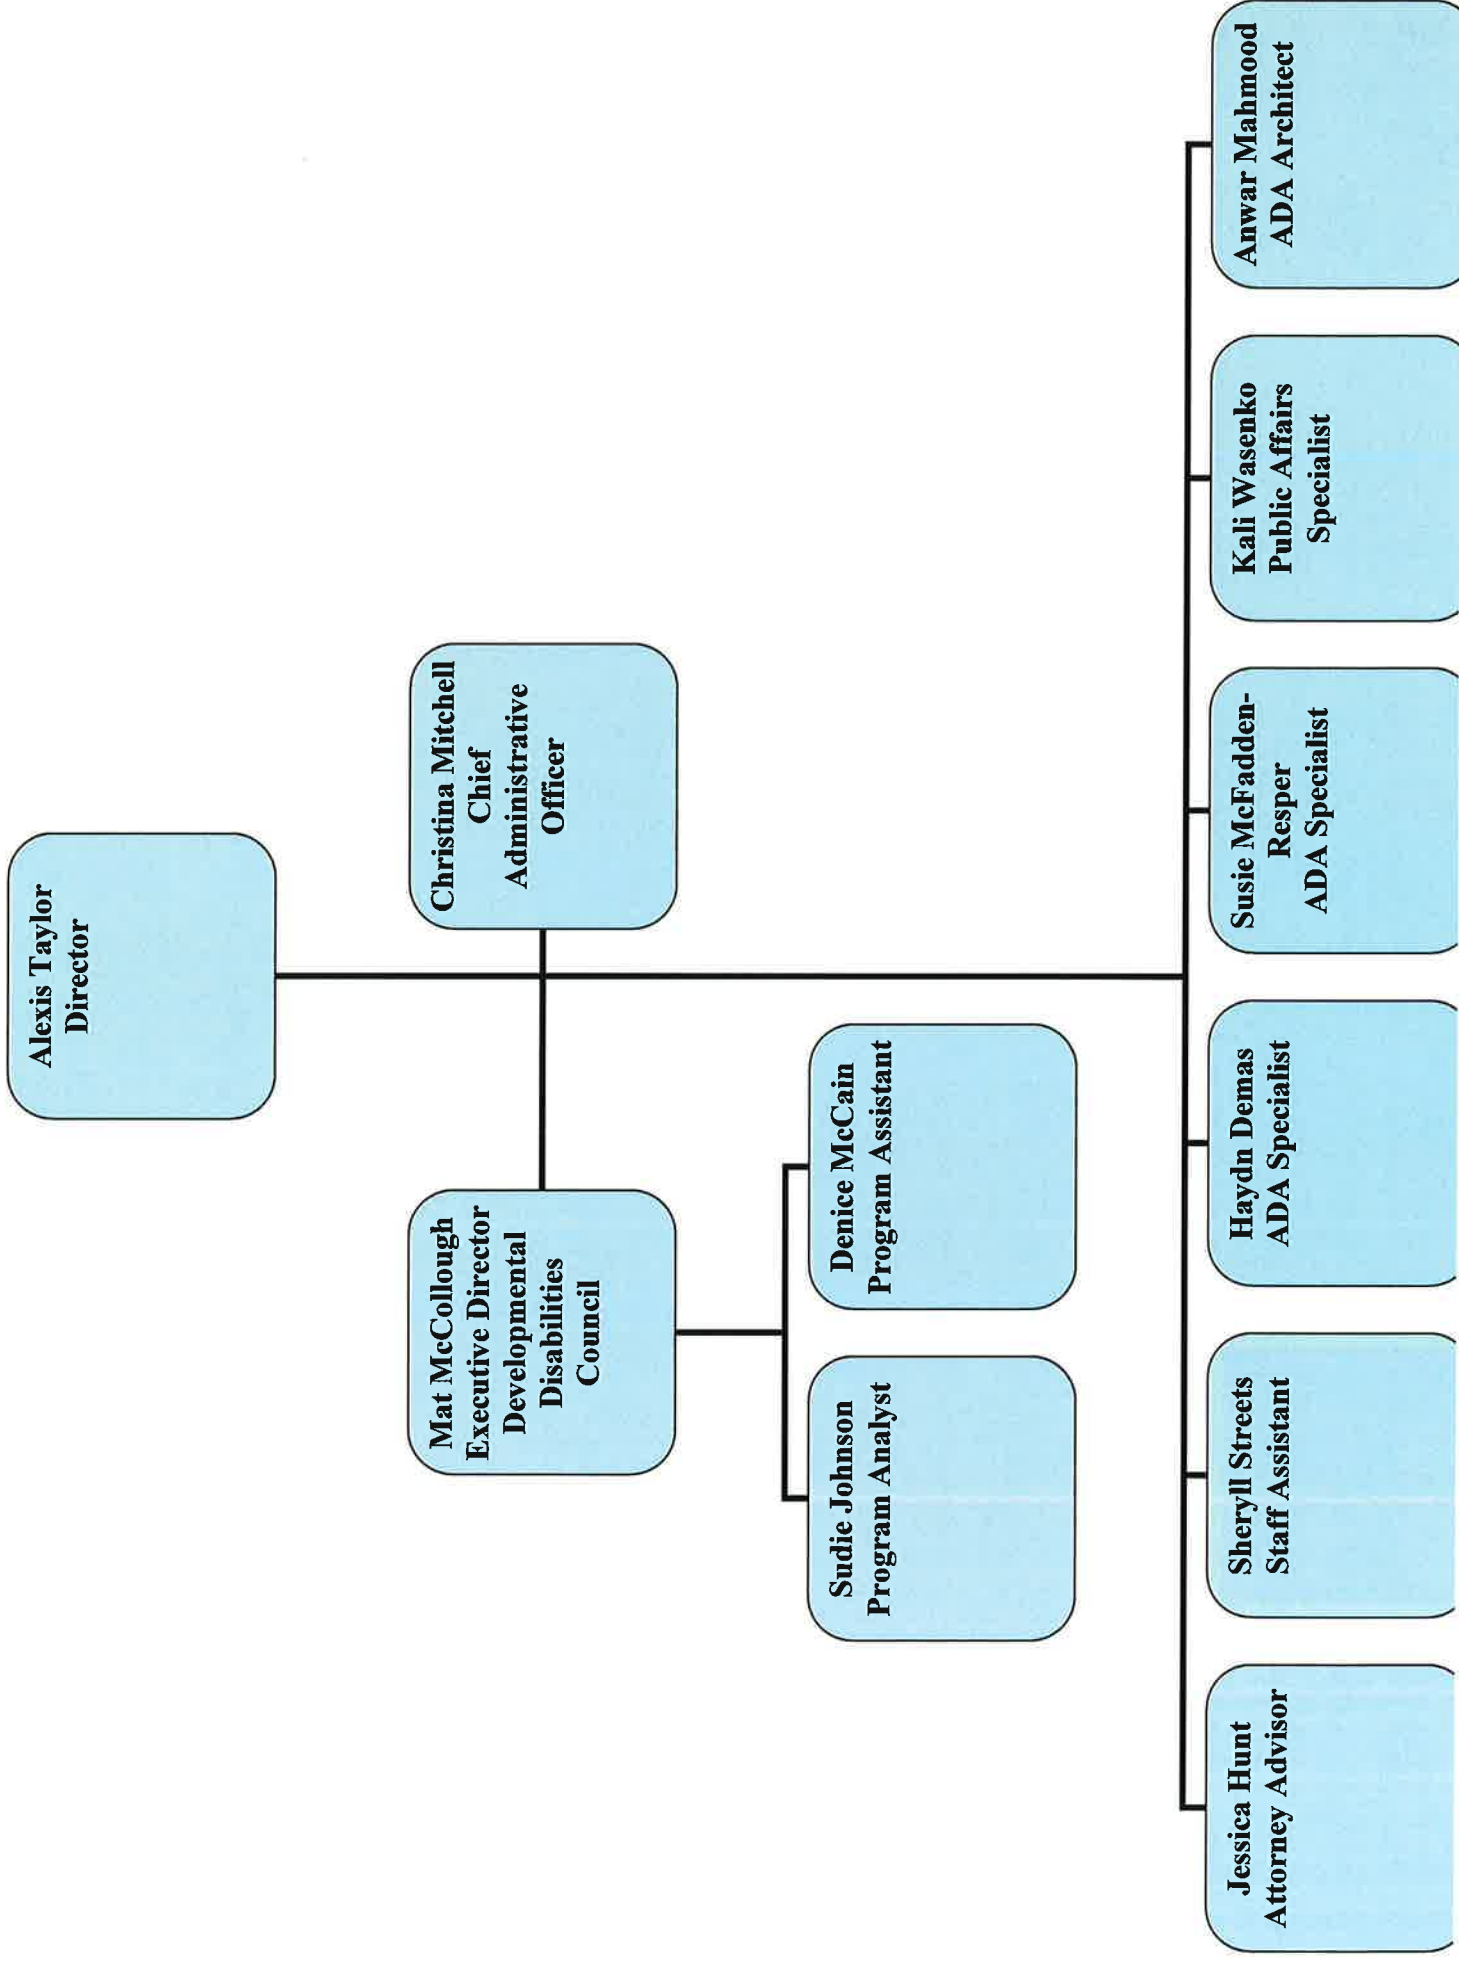 Alexis Taylor
Director
Mat McCollough
Executive Director
Developmental
Disabilities
Council
Christina Mitchell
Chief
Administrative
Officer
Sudie Johnson
Program Analyst
Denice McCain
Program Assistant
Jessica Hunt
Attorney Advisor
Sheryll Streets
Staff Assistant
Haydn Demas
ADA Specialist
Susie McFadden-
Resper
ADA Specialist
Kali Wasenko
Public Affairs
Specialist
Anwar Mahmood
ADA Architect